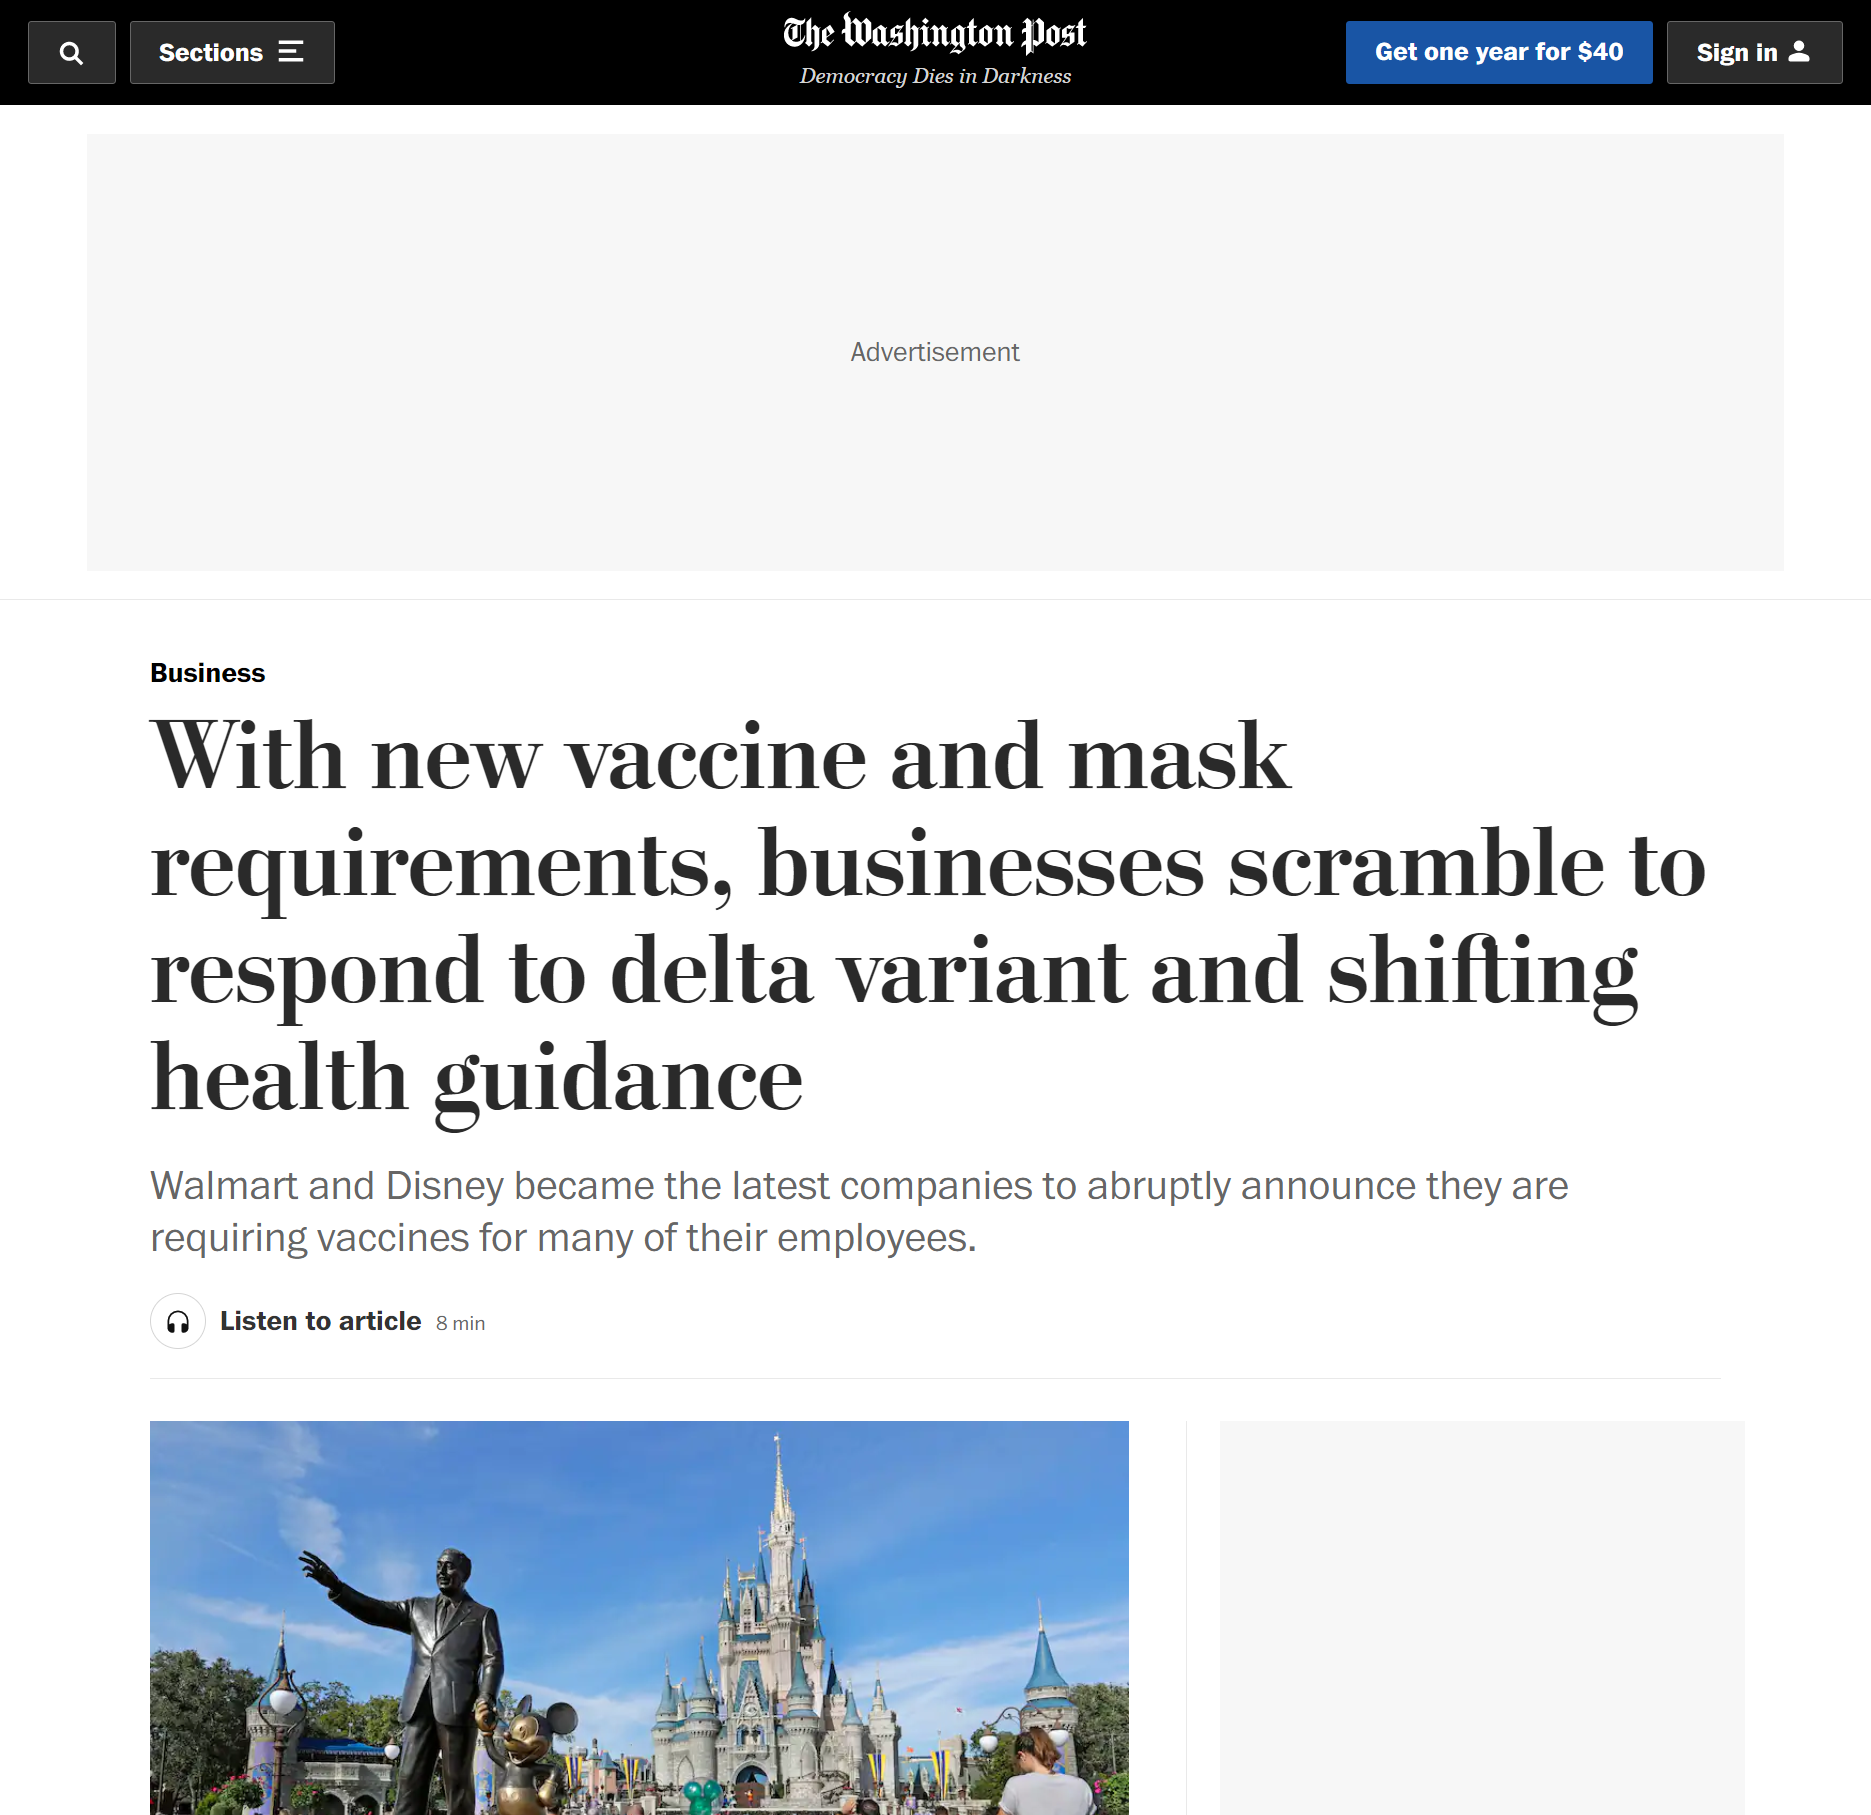 Sections
The Washington Post
Democracy Dies in Darkness
Get one year for $40
Sign in
Advertisement
Business
With new vaccine and mask
requirements, businesses scramble to
respond to delta variant and shifting
health guidance
Walmart and Disney became the latest companies to abruptly announce they are
requiring vaccines for many of their employees.
Listen to article 8 min